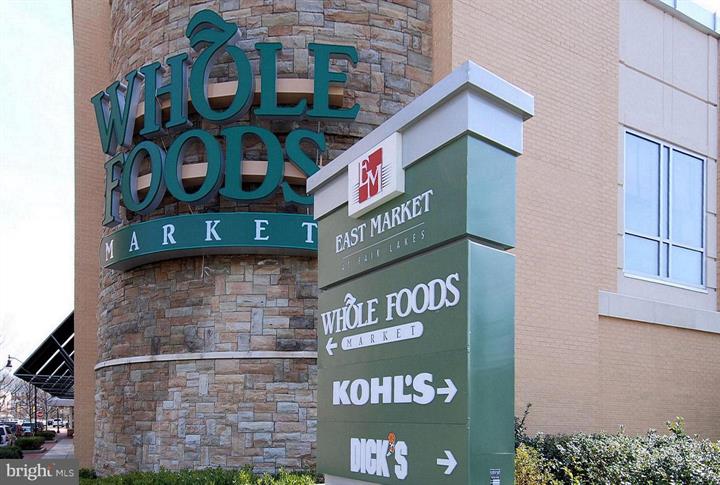 WHOLE
FOODS
MARKET
EM
EAST MARKET
AT FAIR LAKES
WHOLE FOODS
← MARKET
KOHL'S →
DICK'S →
bright MLS